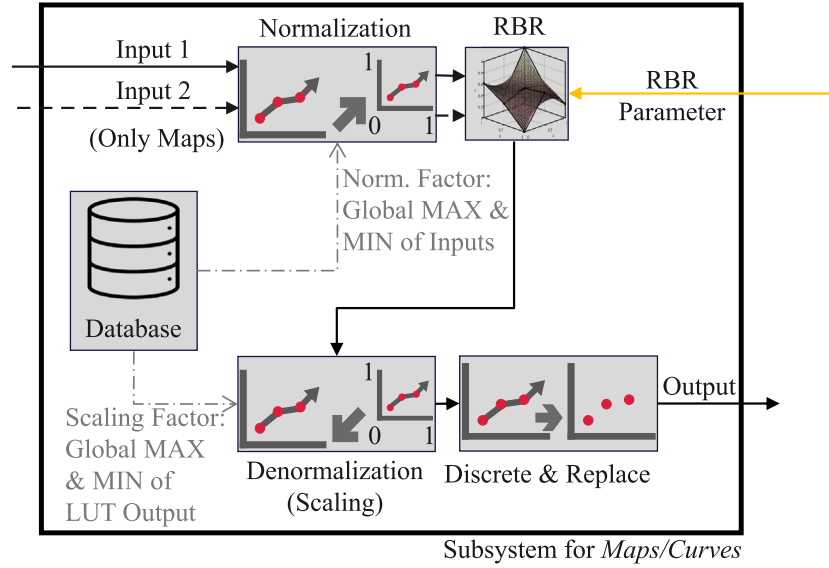 Normalization
RBR
Input 1
Input 2
(Only Maps)
1
0
1
RBR
Parameter
Norm. Factor:
Global MAX &
MIN of Inputs
Database
Scaling Factor:
Global MAX
& MIN of
LUT Output
1
0
1
Denormalization
(Scaling)
Discrete & Replace
Output
Subsystem for Maps/Curves